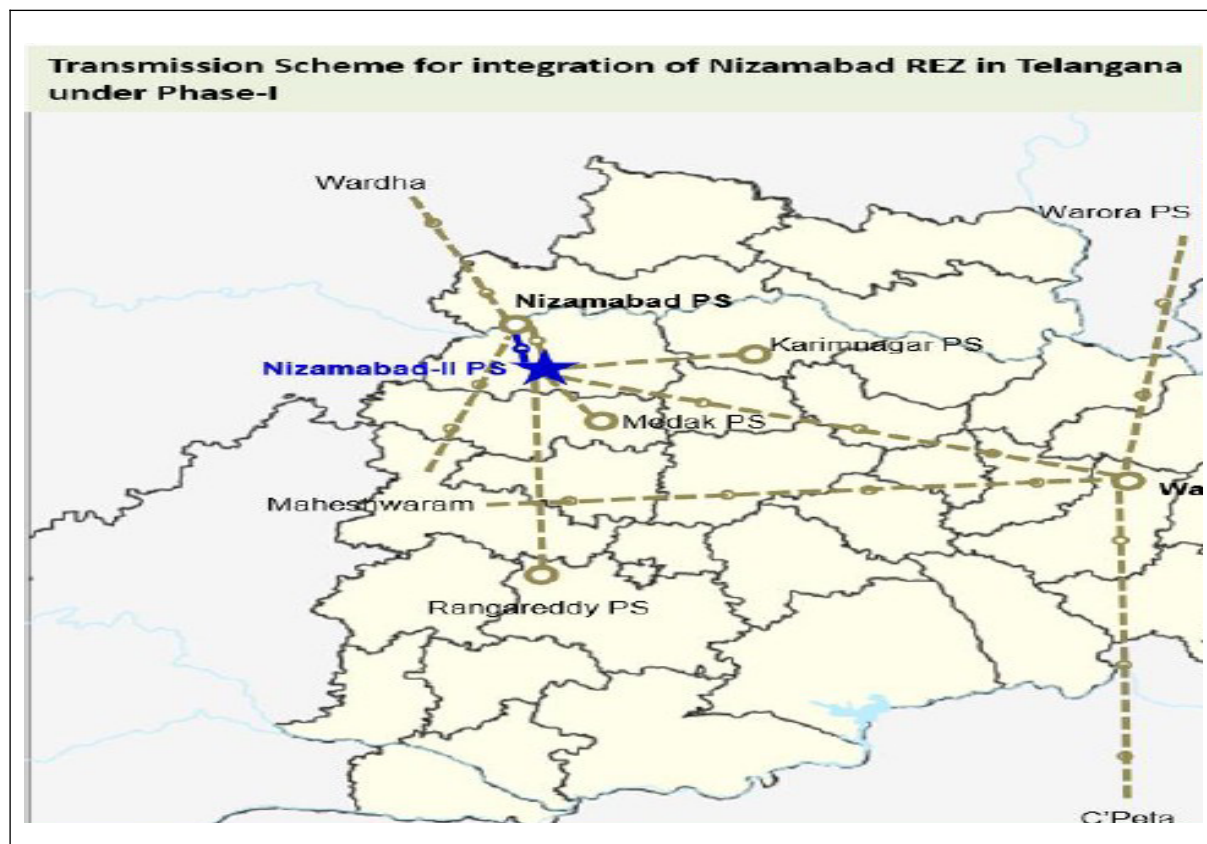 Transmission Scheme for integration of Nizamabad REZ in Telangana
under Phase-I
Wardha
Warora PS
Nizamabad PS
Karimnagar PS
Nizamabad-II PS
Medak PS
Maheshwaram
Wa
Rangareddy PS
C'Peta